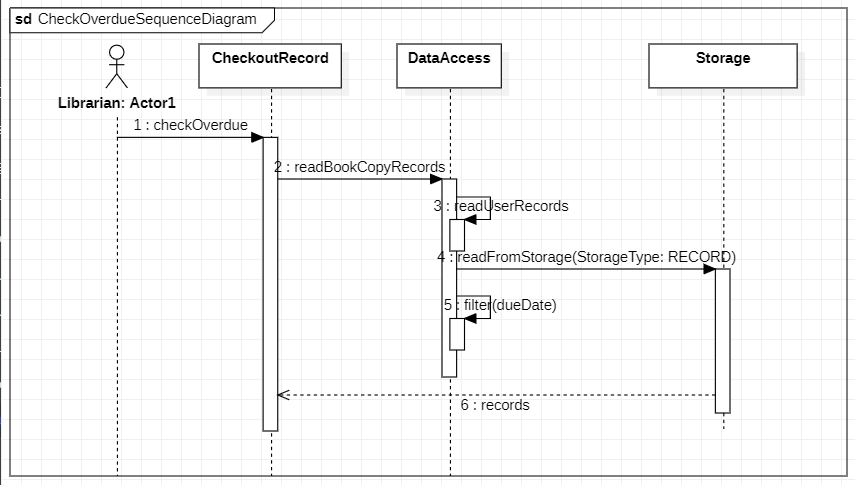 sd CheckOverdueSequenceDiagram
CheckoutRecord
DataAccess
Storage
Librarian: Actor1
1 : checkOverdue
2 : readBookCopyRecords
3 : readUserRecords
4 : readFromStorage(StorageType: RECORD)
5 : filter(dueDate)
6 : records